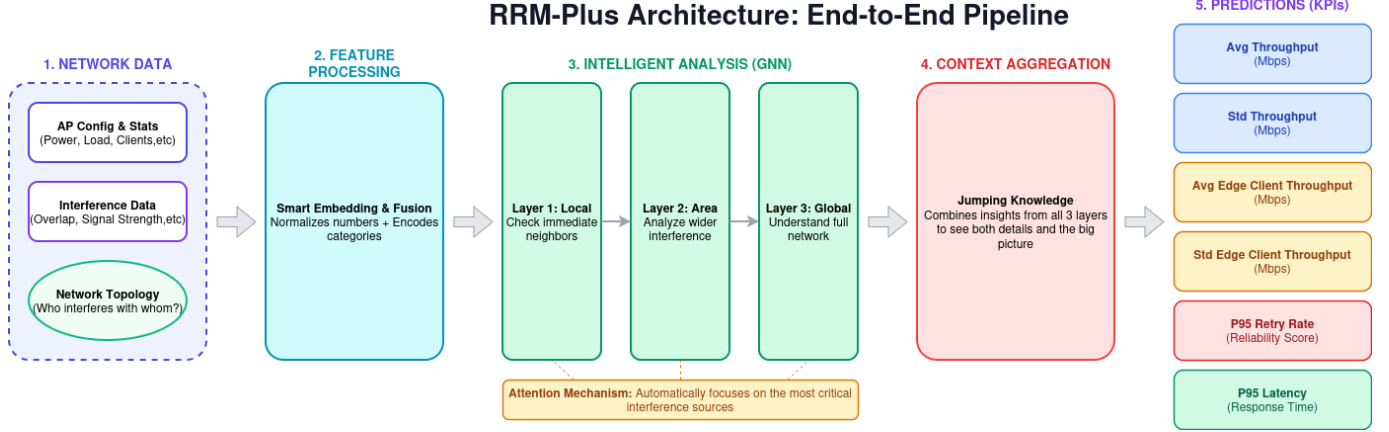 RRM-Plus Architecture: End-to-End Pipeline
1. NETWORK DATA
AP Config & Stats
(Power, Load, Clients,etc)
Interference Data
(Overlap, Signal Strength,etc)
Network Topology
(Who interferes with whom?)
2. FEATURE
PROCESSING
Smart Embedding & Fusion
Normalizes numbers + Encodes
categories
3. INTELLIGENT ANALYSIS (GNN)
Layer 1: Local
Check immediate
neighbors
Layer 2: Area
Analyze wider
interference
Layer 3: Global
Understand full
network
Attention Mechanism: Automatically focuses on the most critical
interference sources
4. CONTEXT AGGREGATION
Jumping Knowledge
Combines insights from all 3 layers
to see both details and the big
picture
5. PREDICTIONS (KPIs)
Avg Throughput
(Mbps)
Std Throughput
(Mbps)
Avg Edge Client Throughput
(Mbps)
Std Edge Client Throughput
(Mbps)
P95 Retry Rate
(Reliability Score)
P95 Latency
(Response Time)